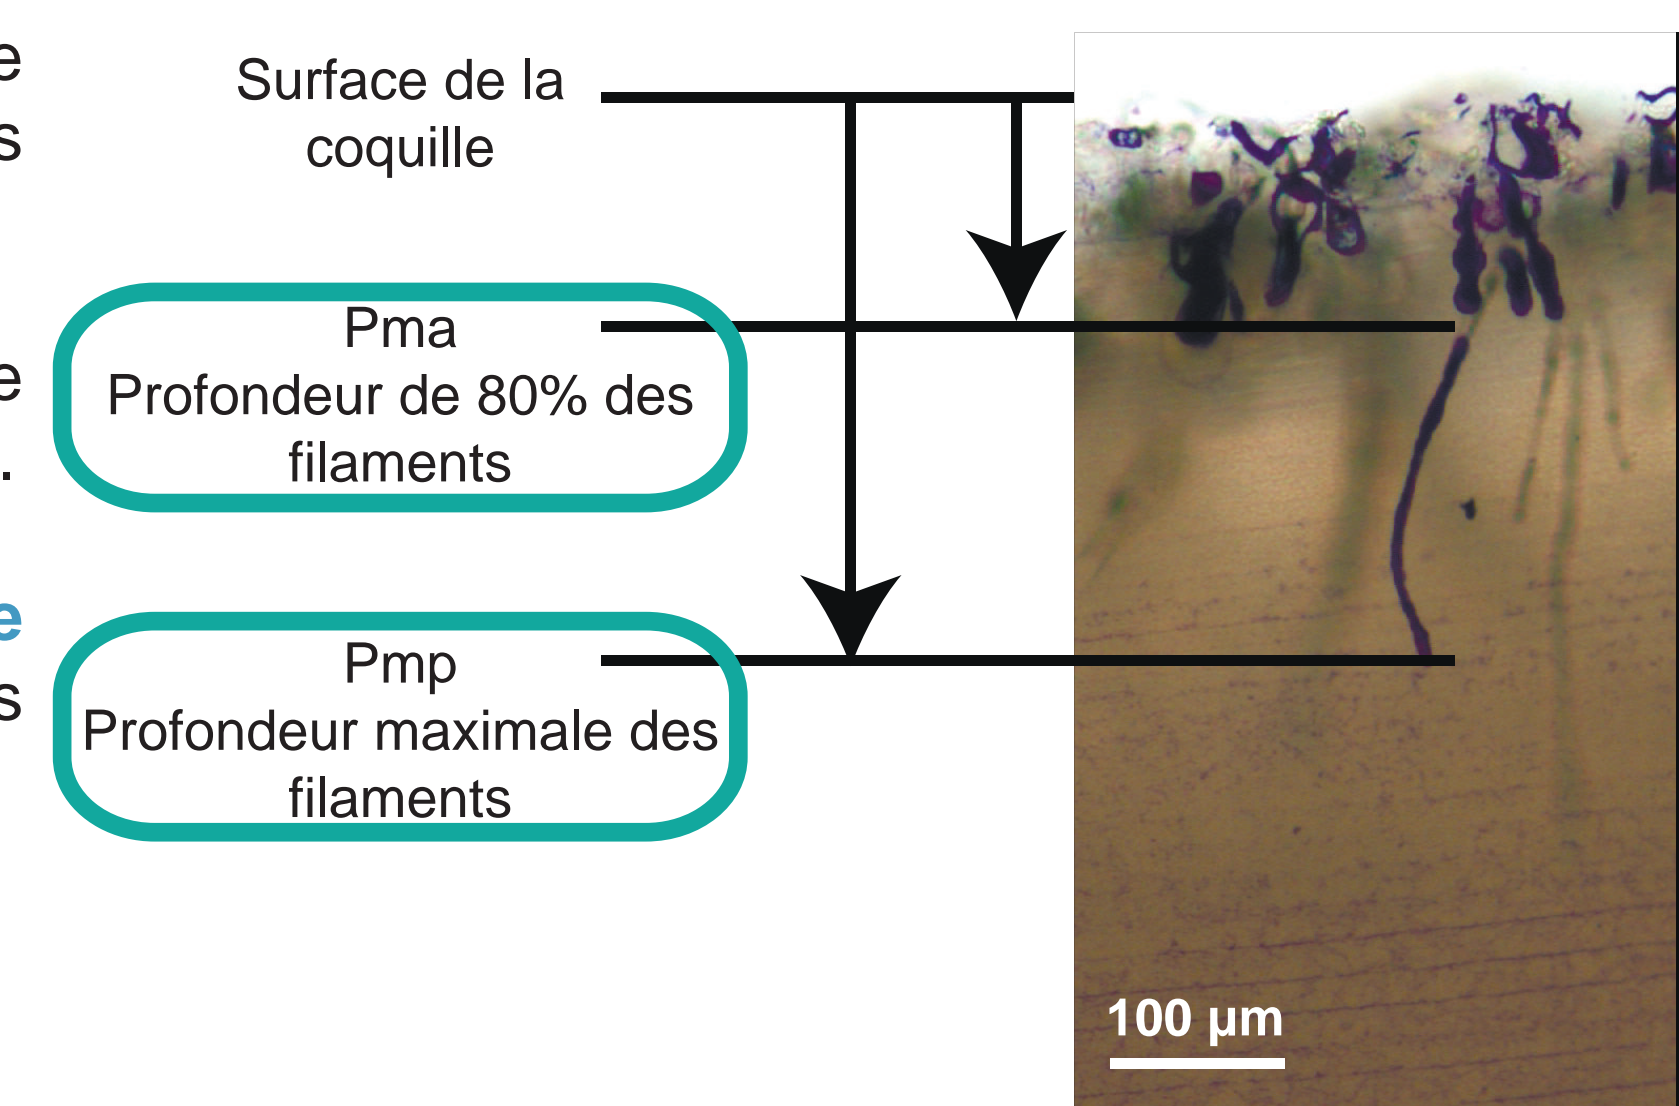 Surface de la
coquille
Pma
Profondeur de 80% des
filaments
Pmp
Profondeur maximale des
filaments
100 µm